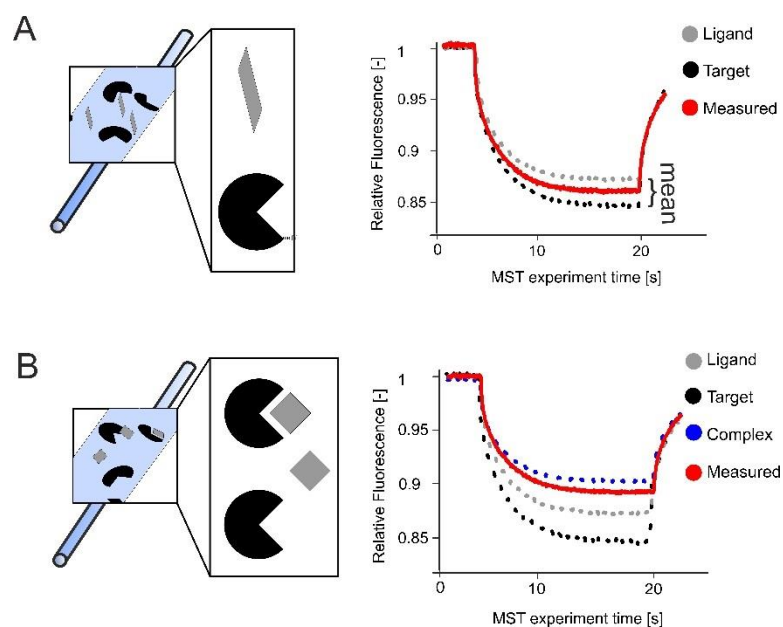 A
Relative Fluorescence [-]
1
0.95
0.9
0.85
0
10
20
MST experiment time [s]
mean
Ligand
Target
Measured
B
Relative Fluorescence [-]
1
0.95
0.9
0.85
0
10
20
MST experiment time [s]
Ligand
Target
Complex
Measured